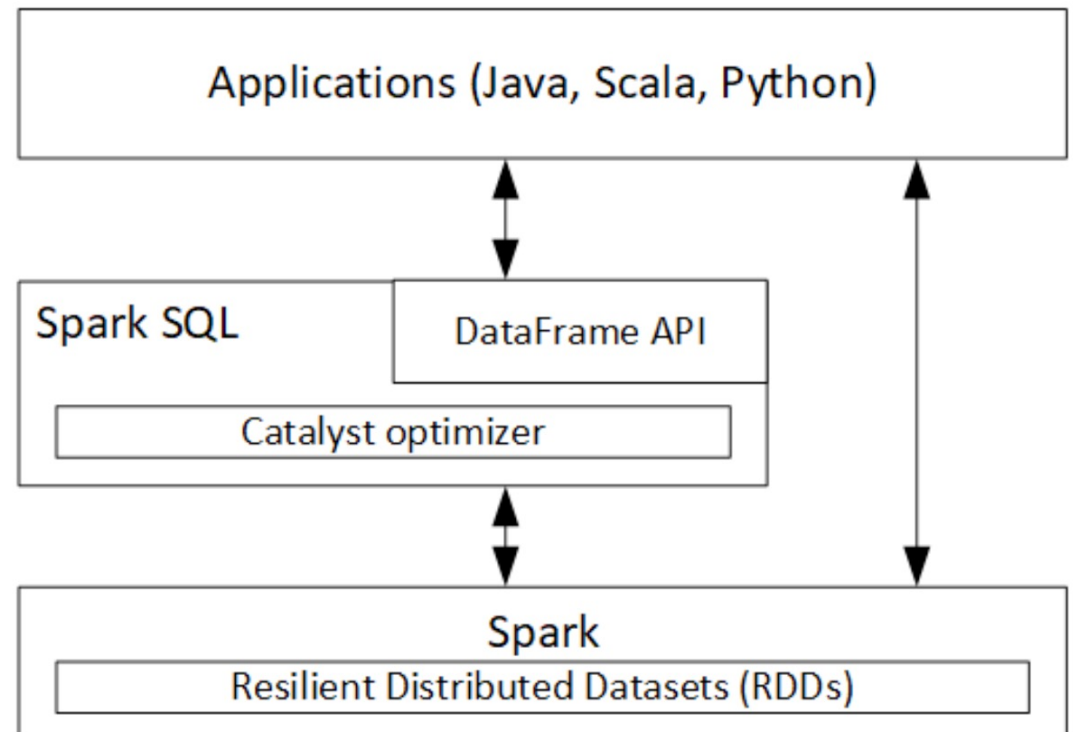 Applications (Java, Scala, Python)
Spark SQL
DataFrame API
Catalyst optimizer
Spark
Resilient Distributed Datasets (RDDs)